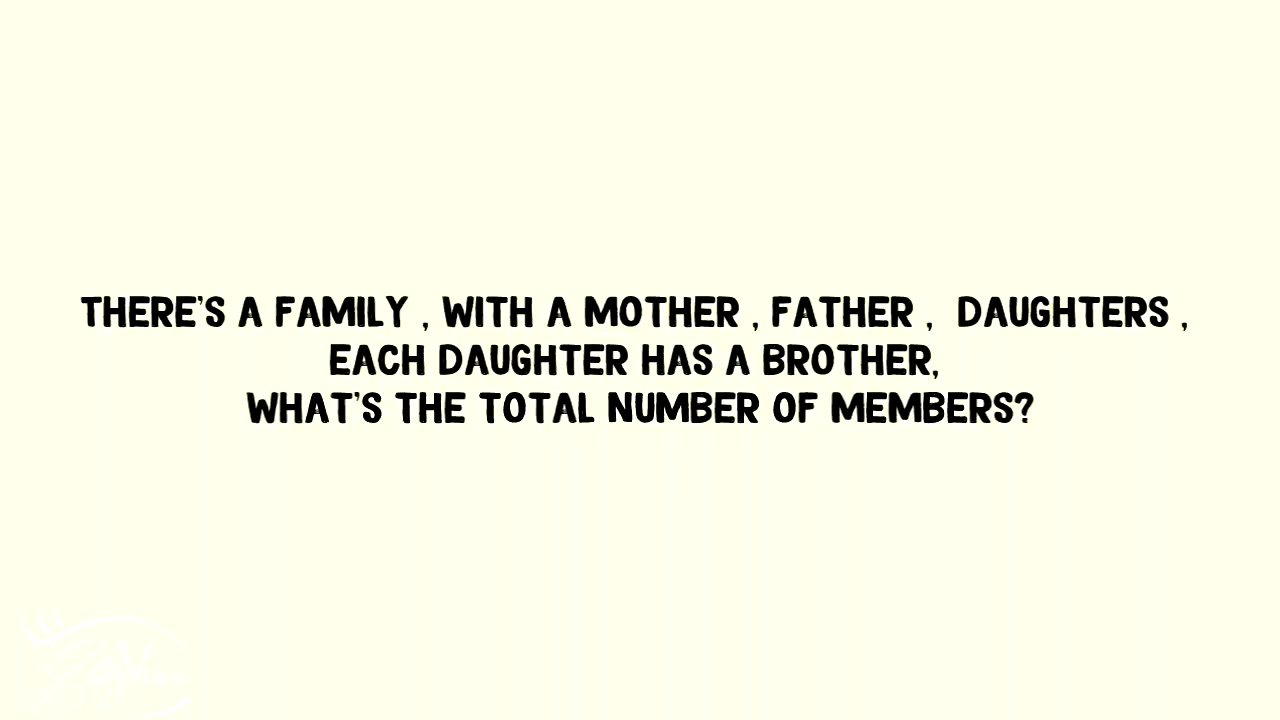 THERE'S A FAMILY , WITH A MOTHER , FATHER ,  DAUGHTERS ,
EACH DAUGHTER HAS A BROTHER,
WHAT'S THE TOTAL NUMBER OF MEMBERS?